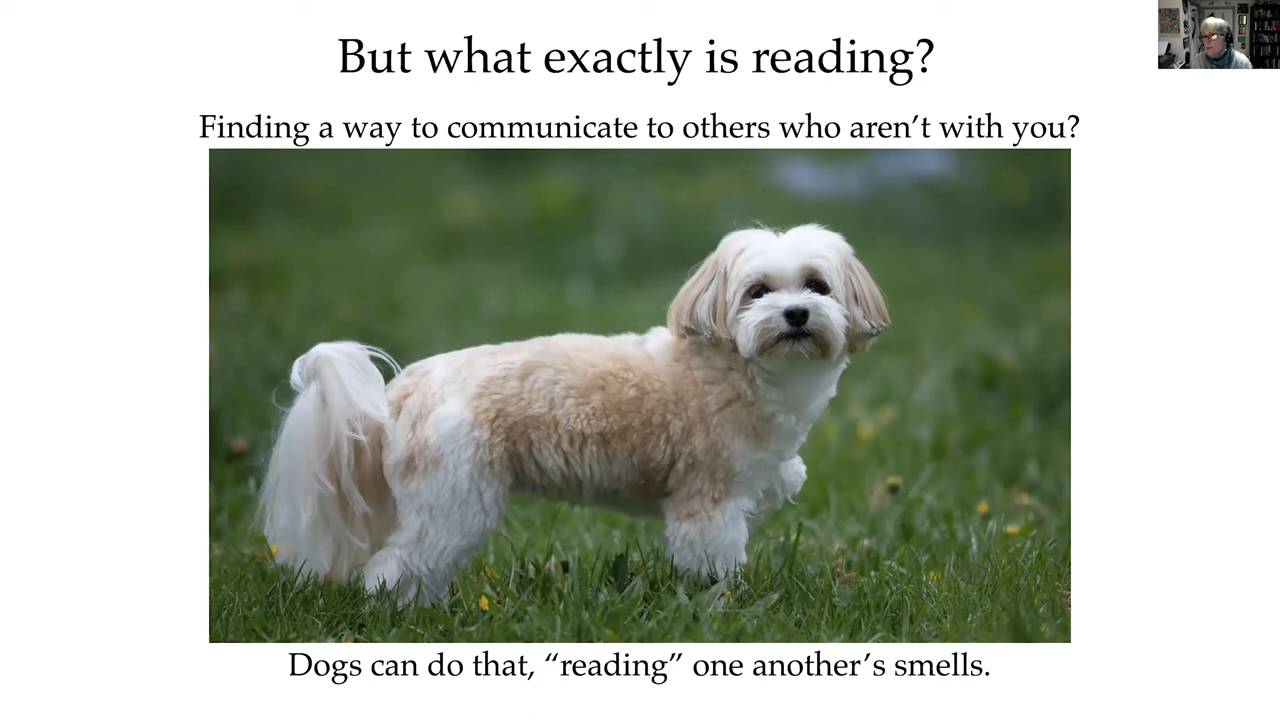 But what exactly is reading?
Finding a way to communicate to others who aren’t with you?
Dogs can do that, “reading” one another’s smells.